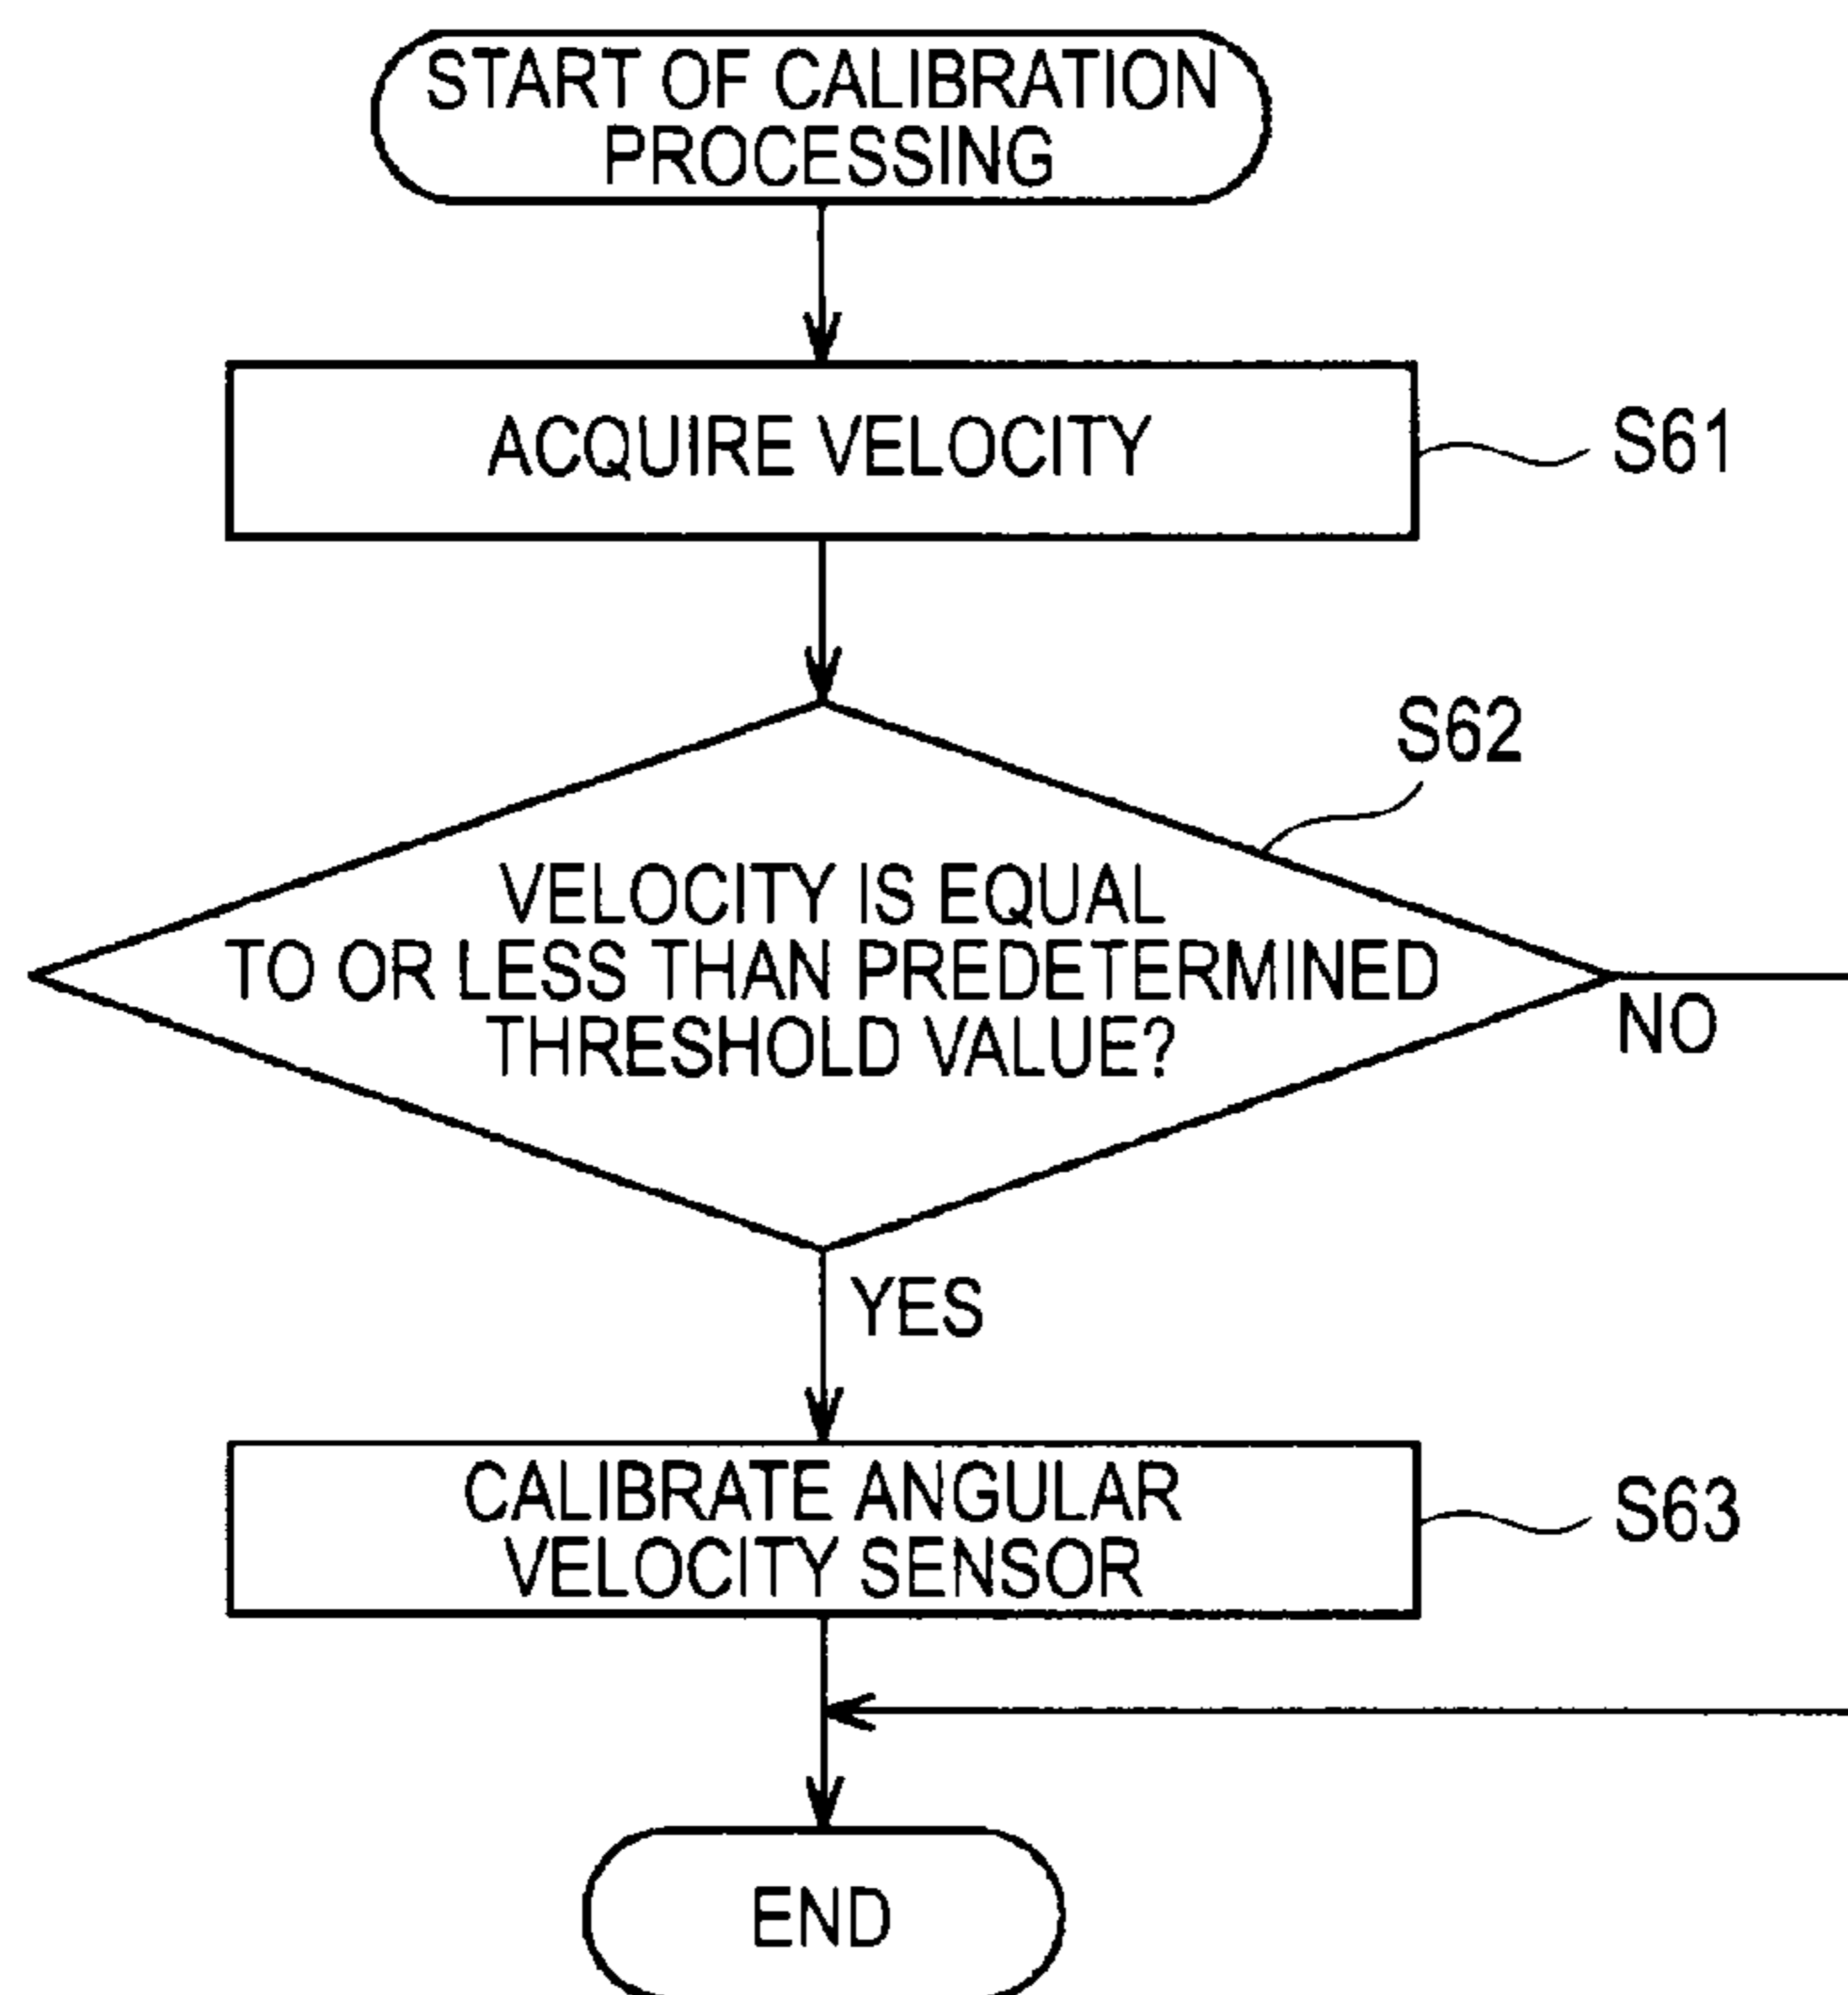 START OF CALIBRATION
PROCESSING
ACQUIRE VELOCITY
S61
S62
VELOCITY IS EQUAL
TO OR LESS THAN PREDETERMINED
THRESHOLD VALUE?
NO
YES
CALIBRATE ANGULAR
VELOCITY SENSOR
S63
END